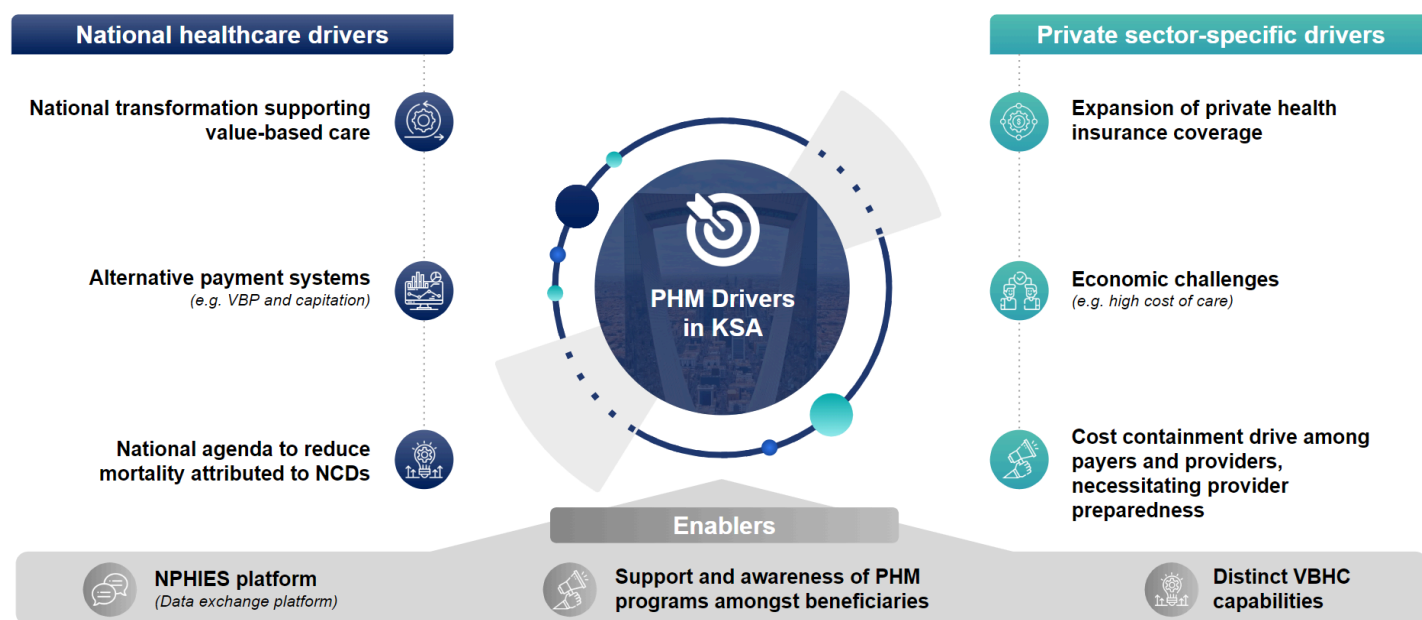 National healthcare drivers
National transformation supporting
value-based care
Alternative payment systems
(e.g. VBP and capitation)
National agenda to reduce
mortality attributed to NCDs
PHM Drivers
in KSA
Private sector-specific drivers
Expansion of private health
insurance coverage
Economic challenges
(e.g. high cost of care)
Cost containment drive among
payers and providers,
necessitating provider
preparedness
Enablers
NPHIES platform
(Data exchange platform)
Support and awareness of PHM
programs amongst beneficiaries
Distinct VBHC
capabilities